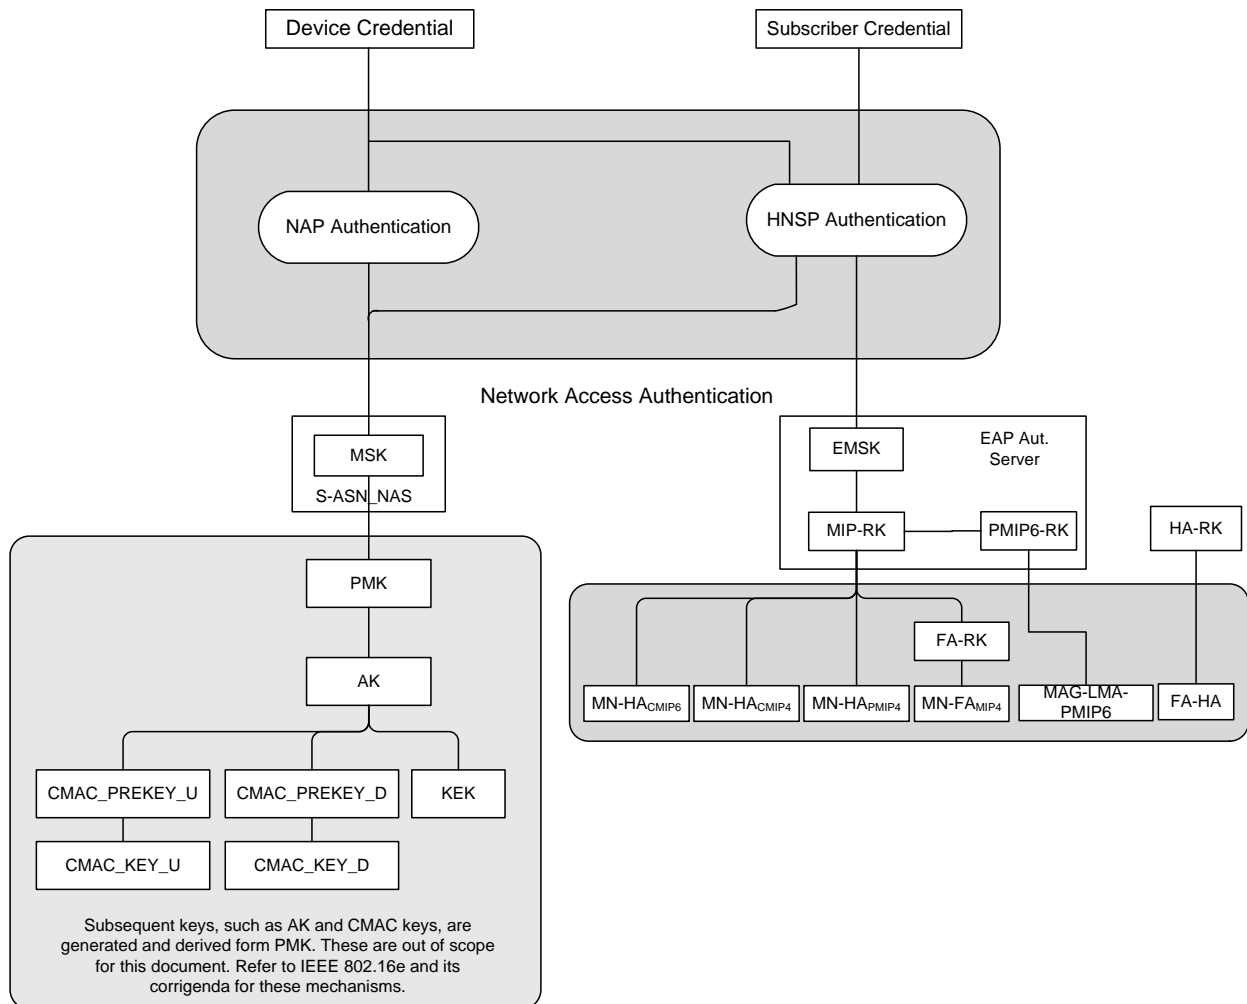 Device Credential
Subscriber Credential
NAP Authentication
HNSP Authentication
Network Access Authentication
MSK
S-ASN_NAS
EMSK
EAP Aut.
Server
MIP-RK
PMIP6-RK
HA-RK
PMK
AK
FA-RK
MN-HACMIP6
MN-HACMIP4
MN-HAPMIP4
MN-FAMIP4
MAG-LMA-
PMIP6
FA-HA
CMAC_PREKEY_U
CMAC_PREKEY_D
KEK
CMAC_KEY_U
CMAC_KEY_D
Subsequent keys, such as AK and CMAC keys, are
generated and derived form PMK. These are out of scope
for this document. Refer to IEEE 802.16e and its
corrigenda for these mechanisms.